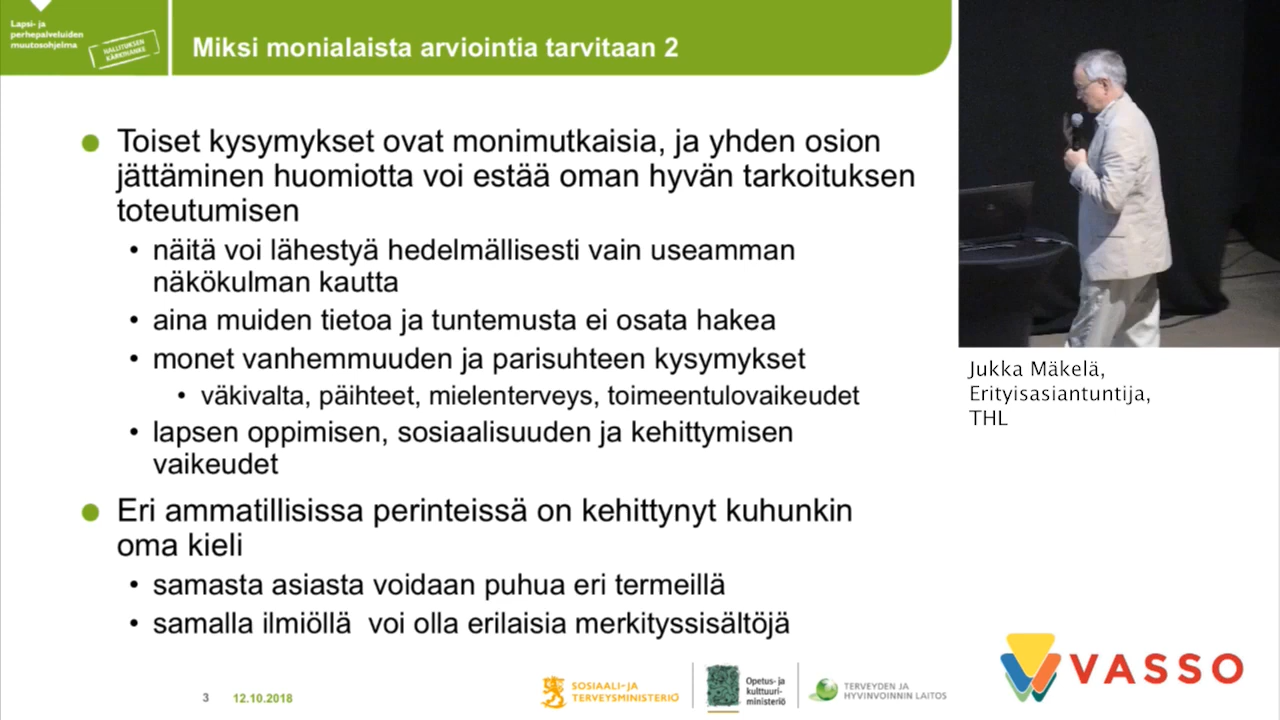 Lapsi- ja
perhepalveluiden
muutosohjelma
HALLITUKSEN
KÄRKIHANKE
Miksi monialaista arviointia tarvitaan 2
Toiset kysymykset ovat monimutkaisia, ja yhden osion
jättäminen huomiotta voi estää oman hyvän tarkoituksen
toteutumisen
• näitä voi lähestyä hedelmällisesti vain useamman
näkökulman kautta
• aina muiden tietoa ja tuntemusta ei osata hakea
• monet vanhemmuuden ja parisuhteen kysymykset
• väkivalta, päihteet, mielenterveys, toimeentulovaikeudet
• lapsen oppimisen, sosiaalisuuden ja kehittymisen
vaikeudet
Eri ammatillisissa perinteissä on kehittynyt kuhunkin
oma kieli
• samasta asiasta voidaan puhua eri termeillä
• samalla ilmiöllä voi olla erilaisia merkityssisältöjä
Jukka Mäkelä,
Erityisasiantuntija,
THL
3 12.10.2018
SOSIAALI- JA
TERVEYSMINISTERIÖ
Opetus- ja
kulttuuri-
ministeriö
TERVEYDEN JA
HYVINVOINNIN LAITOS
VASSO